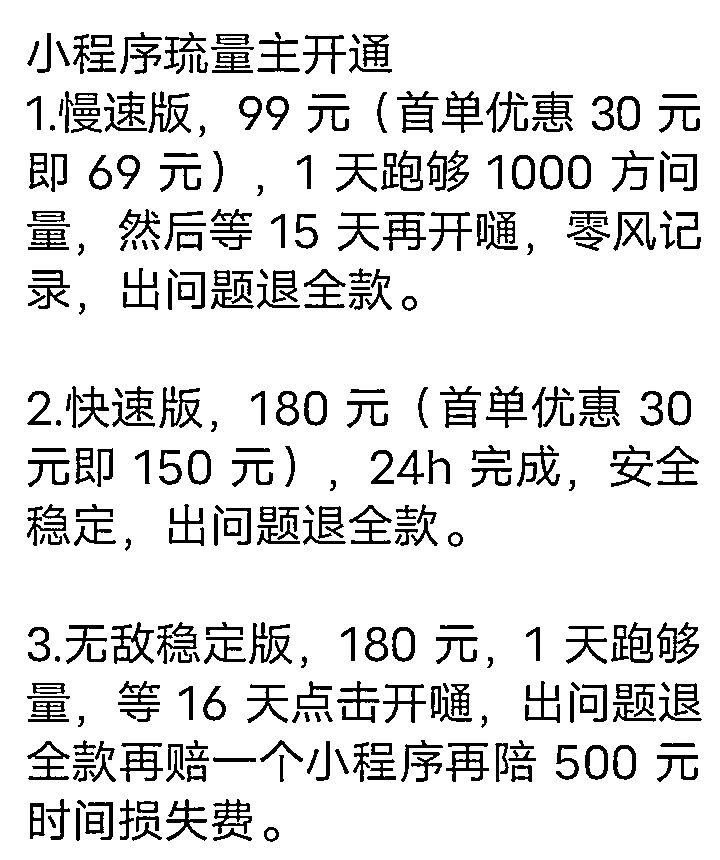 小程序琉量主开通
1.慢速版，99 元（首单优惠 30 元
即 69 元），1 天跑够 1000 方问
量，然后等 15 天再开嗵，零风记
录，出问题退全款。
2.快速版，180 元（首单优惠 30
元即 150 元），24h 完成，安全
稳定，出问题退全款。
3.无敌稳定版，180 元，1 天跑够
量，等 16 天点击开嗵，出问题退
全款再赔一个小程序再陪 500 元
时间损失费。